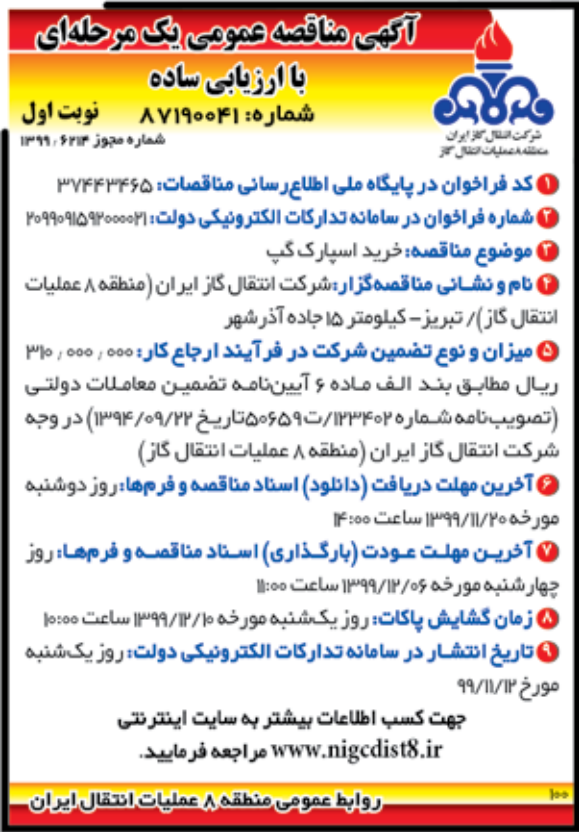 آگهی مناقصه عمومی یک مرحله‌ای
با ارزیابی ساده
شماره: ۸۷۱۹۰۰۴۱ نوبت اول
شماره مجوز ۱۳۹۹٫۶۲۱۴
شرکت انتقال گاز ایران
منطقه ۸ عملیات انتقال گاز
۱ کد فراخوان در پایگاه ملی اطلاع‌رسانی مناقصات: ۳۷۴۴۳۴۶۵
۲ شماره فراخوان در سامانه تدارکات الکترونیکی دولت: ۲۰۹۹۰۹۱۵۹۲۰۰۰۰۲۱
۳ موضوع مناقصه: خرید اسپارک گپ
۴ نام و نشانی مناقصه‌گزار: شرکت انتقال گاز ایران (منطقه ۸ عملیات
انتقال گاز)/ تبریز- کیلومتر ۱۵ جاده آذرشهر
۵ میزان و نوع تضمین شرکت در فرآیند ارجاع کار: ۳۱۰٫۰۰۰٫۰۰۰
ریال مطابق بند الف ماده ۶ آیین‌نامه تضمین معاملات دولتی
(تصویب‌نامه شماره ۱۲۳۴۰۲/ت۵۰۶۵۹تاریخ ۱۳۹۴/۰۹/۲۲) در وجه
شرکت انتقال گاز ایران (منطقه ۸ عملیات انتقال گاز)
۶ آخرین مهلت دریافت (دانلود) اسناد مناقصه و فرم‌ها: روز دوشنبه
مورخه ۱۳۹۹/۱۱/۲۰ ساعت ۱۴:۰۰
۷ آخرین مهلت عودت (بارگذاری) اسناد مناقصه و فرم‌ها: روز
چهارشنبه مورخه ۱۳۹۹/۱۲/۰۶ ساعت ۱۱:۰۰
۸ زمان گشایش پاکات: روز یک‌شنبه مورخه ۱۳۹۹/۱۲/۱۰ ساعت ۱۰:۰۰
۹ تاریخ انتشار در سامانه تدارکات الکترونیکی دولت: روز یک‌شنبه
مورخ ۹۹/۱۱/۱۲
جهت کسب اطلاعات بیشتر به سایت اینترنتی
www.nigcdist8.ir مراجعه فرمایید.
۱۰۰
روابط عمومی منطقه ۸ عملیات انتقال ایران